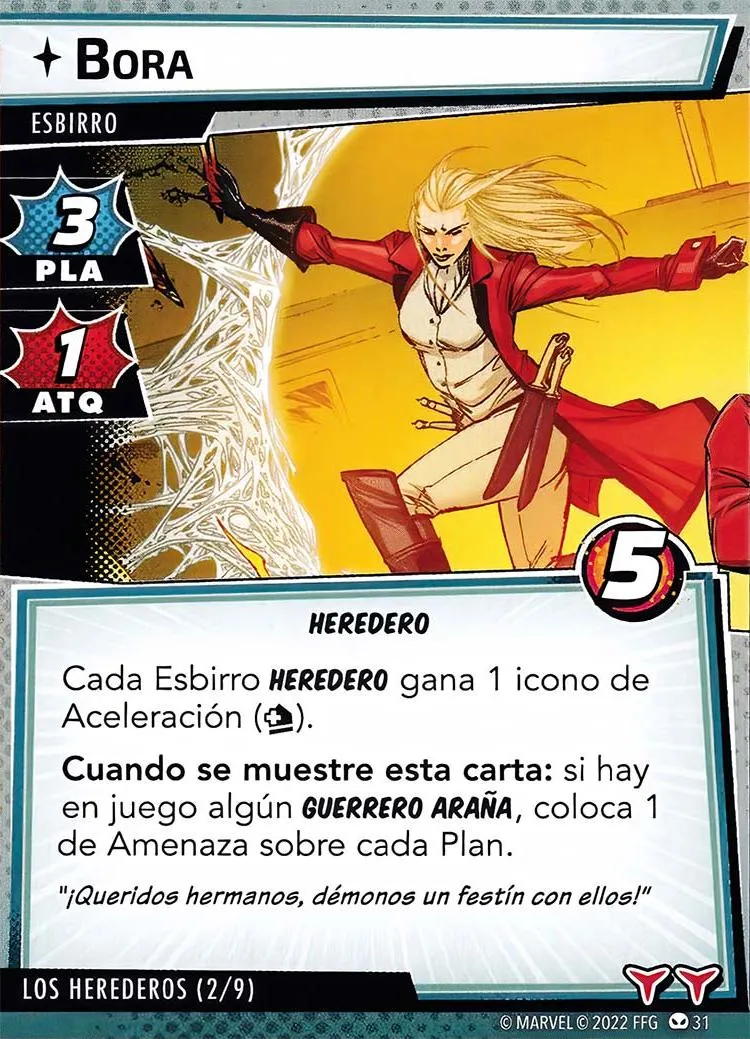 BORA
ESBIRRO
3
PLA
1
ATQ
5
HEREDERO
Cada Esbirro HEREDERO gana 1 icono de
Aceleración ( ).
Cuando se muestre esta carta: si hay
en juego algún GUERRERO ARAÑA, coloca 1
de Amenaza sobre cada Plan.
"¡Queridos hermanos, démonos un festín con ellos!"
LOS HEREDEROS (2/9)
© MARVEL © 2022 FFG 31